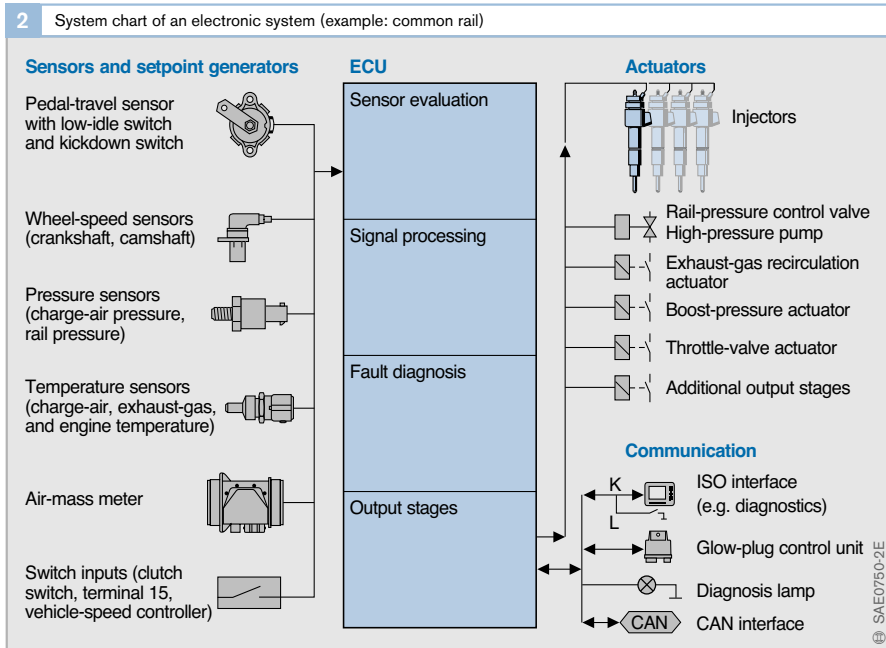 2
System chart of an electronic system (example: common rail)
Sensors and setpoint generators
Pedal-travel sensor
with low-idle switch
and kickdown switch
Wheel-speed sensors
(crankshaft, camshaft)
Pressure sensors
(charge-air pressure,
rail pressure)
Temperature sensors
(charge-air, exhaust-gas,
and engine temperature)
Air-mass meter
Switch inputs (clutch
switch, terminal 15,
vehicle-speed controller)
ECU
Sensor evaluation
Signal processing
Fault diagnosis
Output stages
Actuators
Injectors
Rail-pressure control valve
High-pressure pump
Exhaust-gas recirculation
actuator
Boost-pressure actuator
Throttle-valve actuator
Additional output stages
Communication
K
L
ISO interface
(e.g. diagnostics)
Glow-plug control unit
Diagnosis lamp
CAN
CAN interface
SAE0750-2E